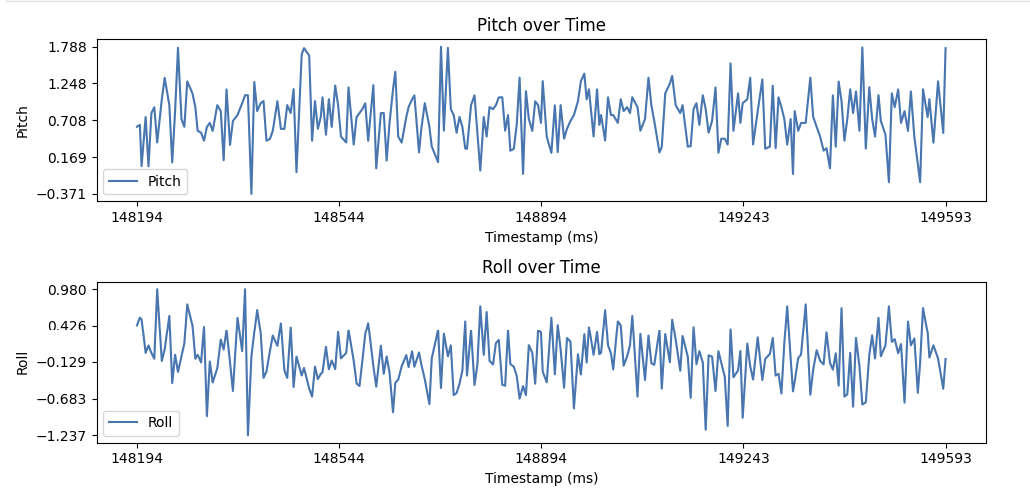 Pitch over Time
1.788
1.248
0.708
0.169
−0.371
Pitch
Pitch
148194 148544 148894 149243 149593
Timestamp (ms)
Roll over Time
0.980
0.426
−0.129
−0.683
−1.237
Roll
Roll
148194 148544 148894 149243 149593
Timestamp (ms)